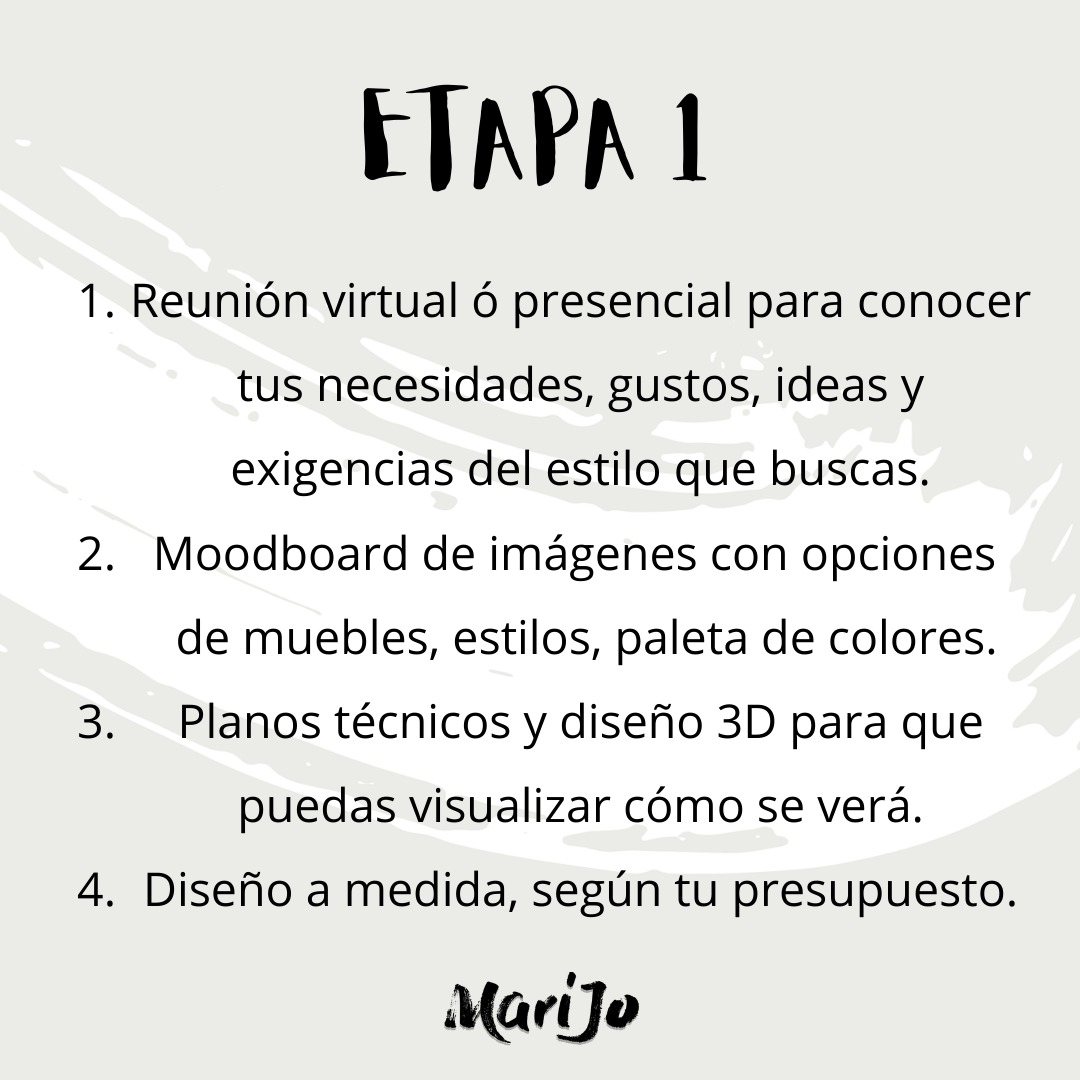 ETAPA 1
1. Reunión virtual ó presencial para conocer
tus necesidades, gustos, ideas y
exigencias del estilo que buscas.
2. Moodboard de imágenes con opciones
de muebles, estilos, paleta de colores.
3. Planos técnicos y diseño 3D para que
puedas visualizar cómo se verá.
4. Diseño a medida, según tu presupuesto.
MariJo